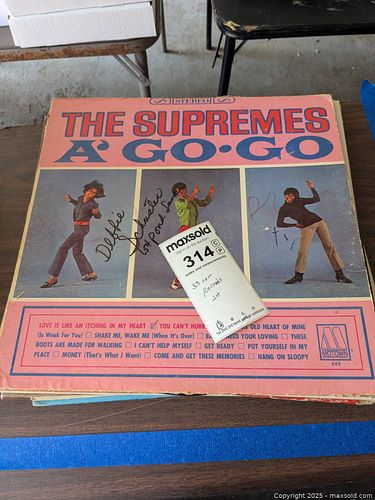 STEREO
THE SUPREMES
A' GO•GO
Debbie
maxsold
314
LOVE IS LIKE AN ITCHING IN MY HEART YOU CAN'T HURR OLD HEART OF MINE
(Is Weak For You) SHAKE ME, WAKE ME (When It's Over) NEED YOUR LOVING THESE
BOOTS ARE MADE FOR WALKING I CAN'T HELP MYSELF GET READY PUT YOURSELF IN MY
PLACE MONEY (That's What I Want) COME AND GET THESE MEMORIES HANG ON SLOOPY
MOTOWN
649
Copyright 2025 - maxsold.com